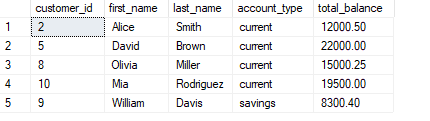 customer_id first_name last_name account_type total_balance
1 2 Alice Smith current 12000.50
2 5 David Brown current 22000.00
3 8 Olivia Miller current 15000.25
4 10 Mia Rodriguez current 19500.00
5 9 William Davis savings 8300.40